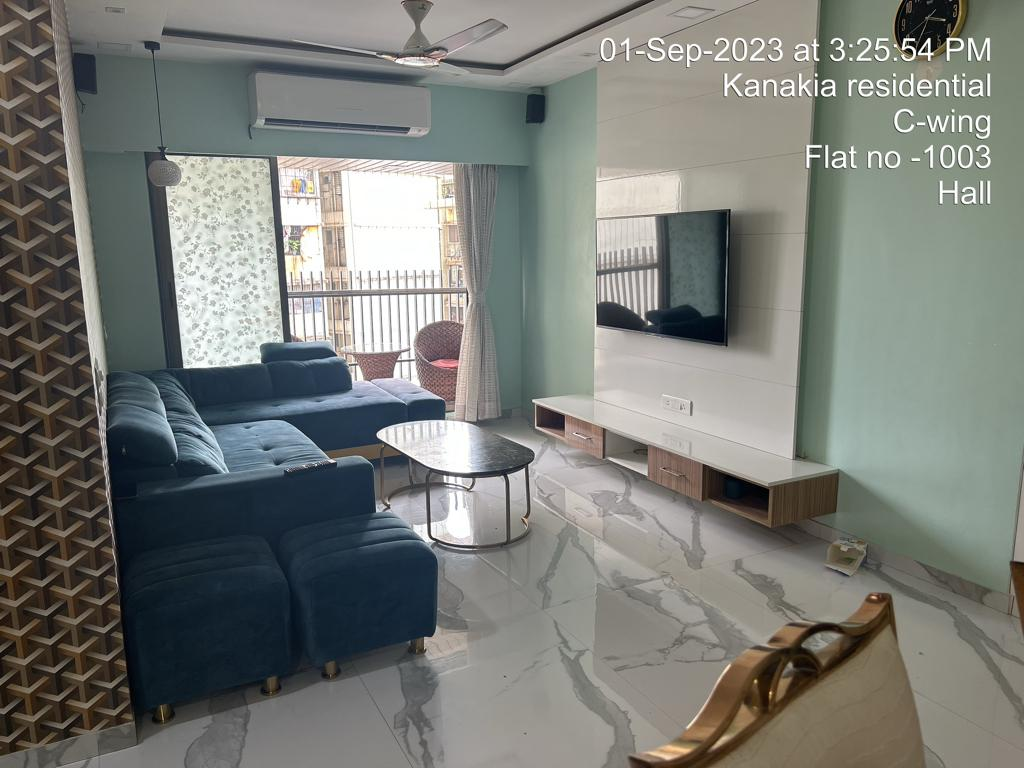 01-Sep-2023 at 3:25:54 PM
Kanakia residential
C-wing
Flat no -1003
Hall